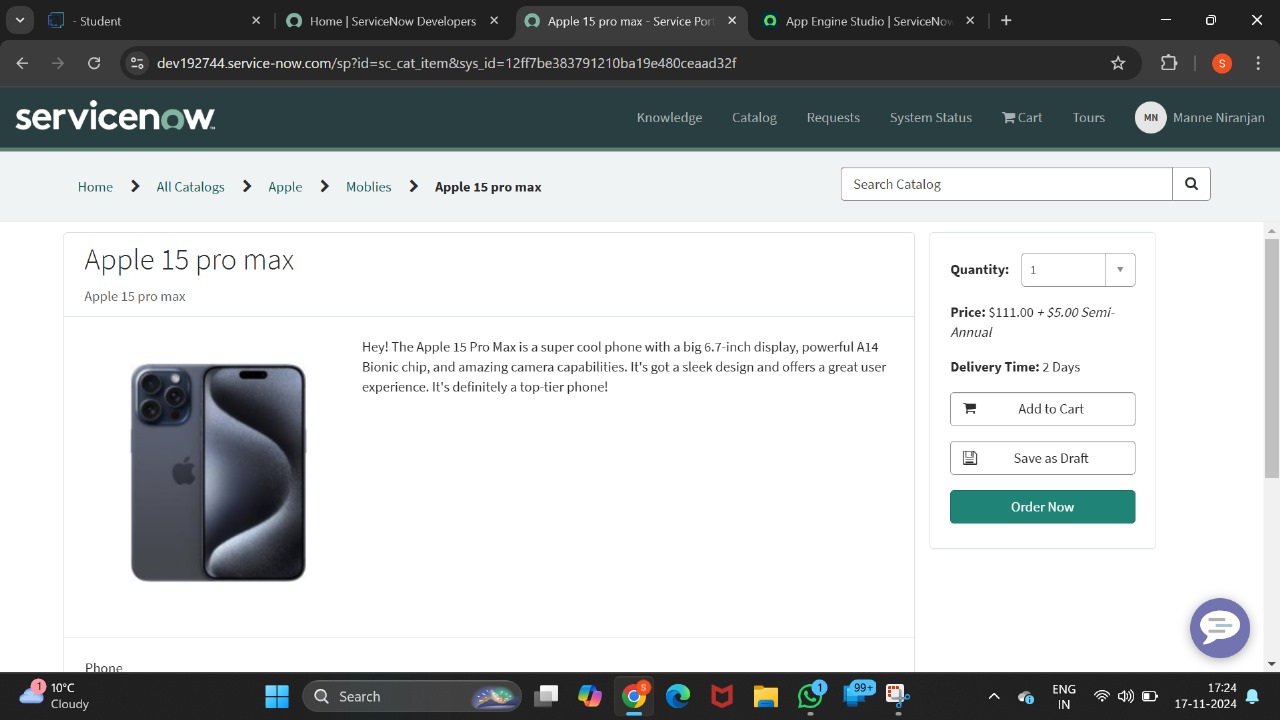 - Student
Home | ServiceNow Developers
Apple 15 pro max - Service Port
App Engine Studio | ServiceNow
dev192744.service-now.com/sp?id=sc_cat_item&sys_id=12ff7be383791210ba19e480ceaad32f
S
servicenow
Knowledge
Catalog
Requests
System Status
Cart
Tours
MN
Manne Niranjan
Home
All Catalogs
Apple
Moblies
Apple 15 pro max
Search Catalog
Apple 15 pro max
Apple 15 pro max
Hey! The Apple 15 Pro Max is a super cool phone with a big 6.7-inch display, powerful A14
Bionic chip, and amazing camera capabilities. It's got a sleek design and offers a great user
experience. It's definitely a top-tier phone!
Quantity: 1
Price: $111.00 + $5.00 Semi-
Annual
Delivery Time: 2 Days
Add to Cart
Save as Draft
Order Now
Phone
1
10°C
Cloudy
Search
S
1
99+
ENG
IN
17:24
17-11-2024